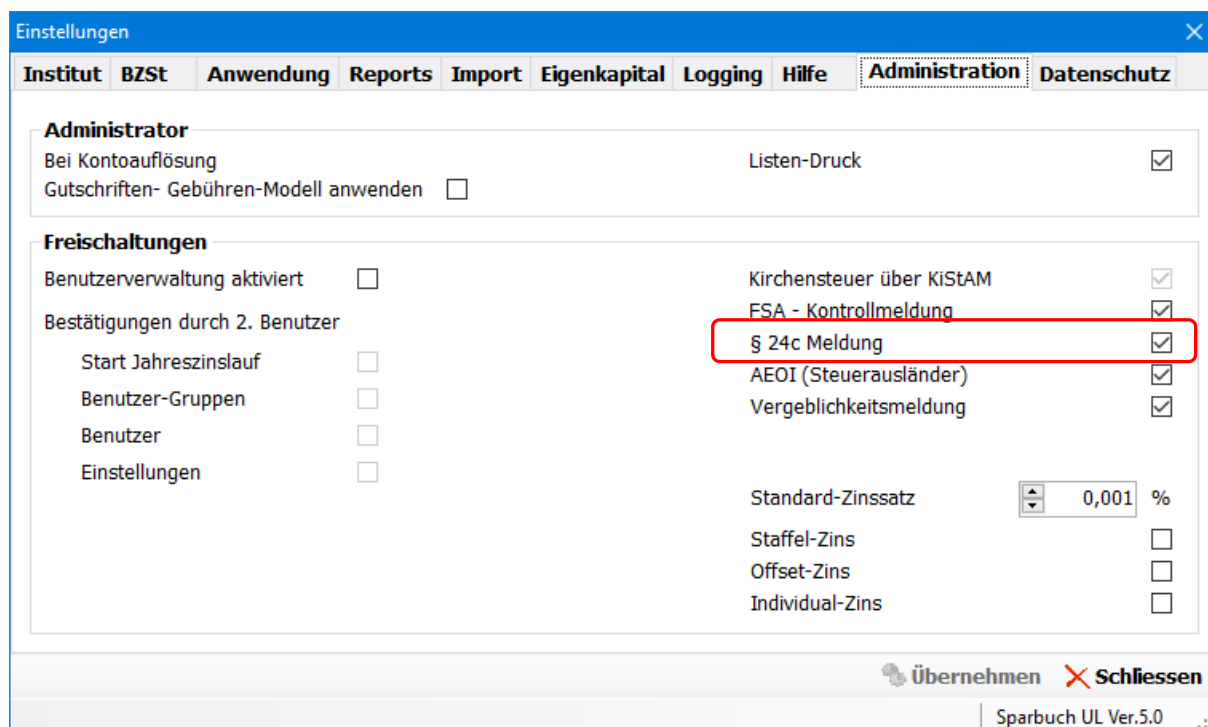 Einstellungen
Institut BZSt Anwendung Reports Import Eigenkapital Logging Hilfe Administration Datenschutz
Administrator
Bei Kontoauflösung Listen-Druck
Gutschriften- Gebühren-Modell anwenden
Freischaltungen
Benutzerverwaltung aktiviert Kirchensteuer über KiStAM
FSA - Kontrollmeldung
Bestätigungen durch 2. Benutzer
§ 24c Meldung
Start Jahreszinslauf
AEOI (Steuerausländer)
Benutzer-Gruppen
Vergeblichkeitsmeldung
Benutzer
Einstellungen
Standard-Zinssatz 0,001 %
Staffel-Zins
Offset-Zins
Individual-Zins
Übernehmen Schliessen
Sparbuch UL Ver.5.0